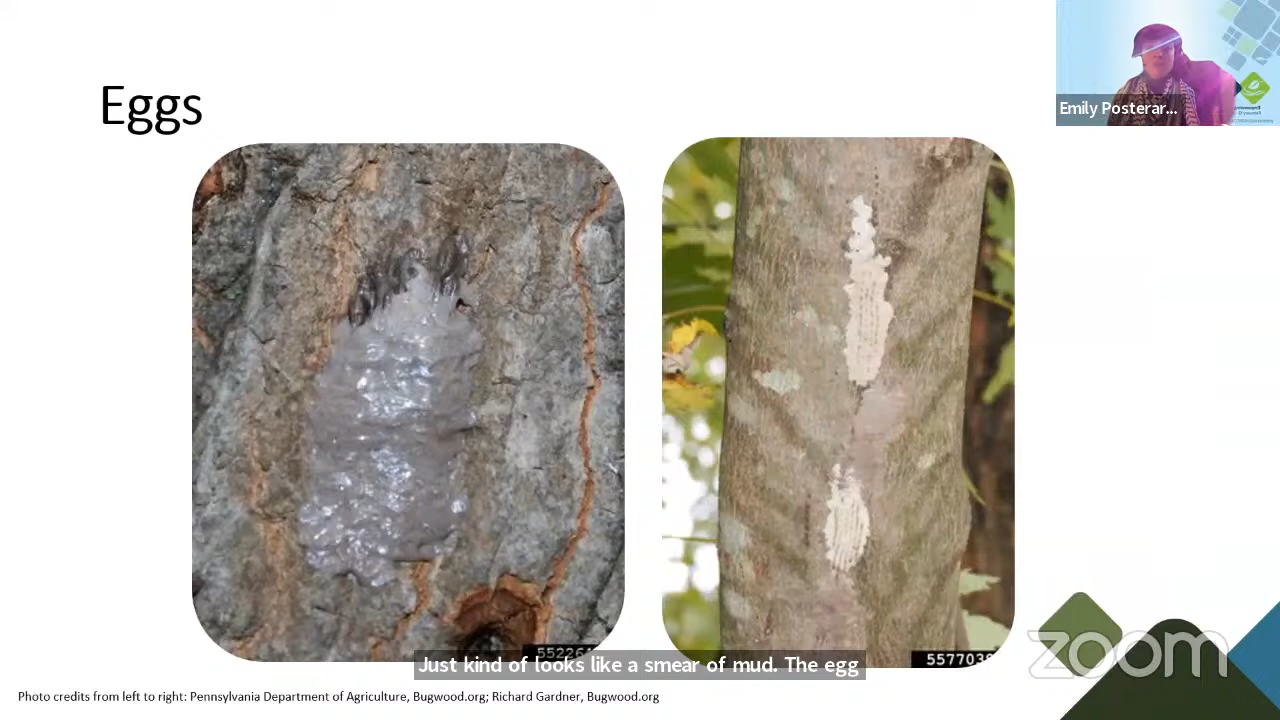 Eggs
Emily Posterar...
Just kind of looks like a smear of mud. The egg
Photo credits from left to right: Pennsylvania Department of Agriculture, Bugwood.org; Richard Gardner, Bugwood.org
zoom